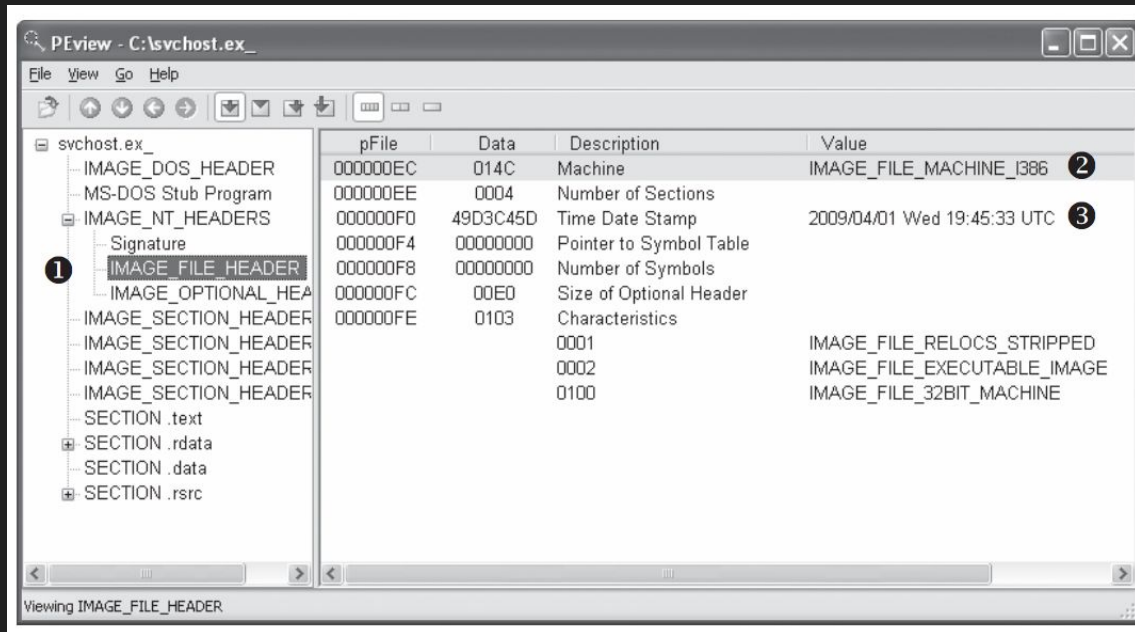 PEview - C:\svchost.ex_
File View Go Help
svchost.ex_
IMAGE_DOS_HEADER
MS-DOS Stub Program
IMAGE_NT_HEADERS
Signature
❶ IMAGE_FILE_HEADER
IMAGE_OPTIONAL_HEA
IMAGE_SECTION_HEADER
IMAGE_SECTION_HEADER
IMAGE_SECTION_HEADER
IMAGE_SECTION_HEADER
SECTION .text
SECTION .rdata
SECTION .data
SECTION .rsrc
pFile Data Description Value
000000EC 014C Machine IMAGE_FILE_MACHINE_I386 ❷
000000EE 0004 Number of Sections
000000F0 49D3C45D Time Date Stamp 2009/04/01 Wed 19:45:33 UTC ❸
000000F4 00000000 Pointer to Symbol Table
000000F8 00000000 Number of Symbols
000000FC 00E0 Size of Optional Header
000000FE 0103 Characteristics
0001 IMAGE_FILE_RELOCS_STRIPPED
0002 IMAGE_FILE_EXECUTABLE_IMAGE
0100 IMAGE_FILE_32BIT_MACHINE
Viewing IMAGE_FILE_HEADER